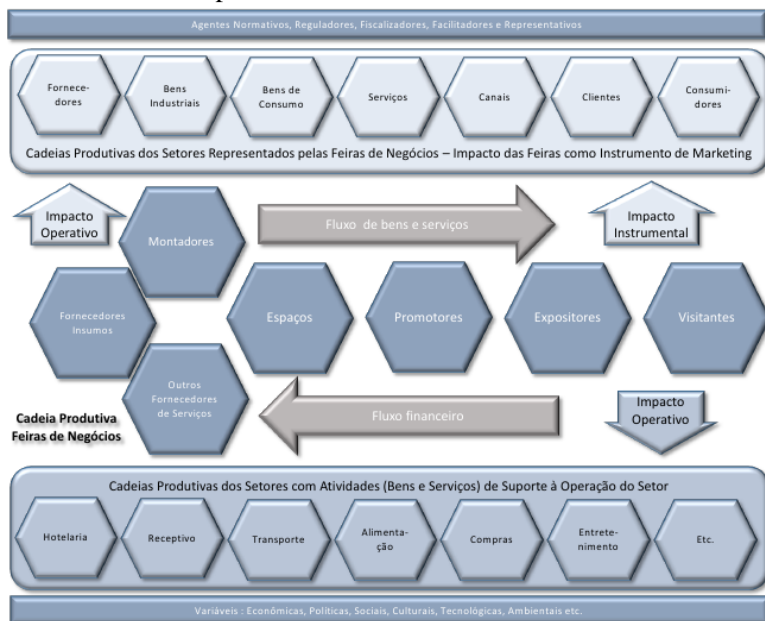 Agentes Normativos, Reguladores, Fiscalizadores, Facilitadores e Representativos
Fornece-
dores
Bens
Industriais
Bens de
Consumo
Serviços
Canais
Clientes
Consumi-
dores
Cadeias Produtivas dos Setores Representados pelas Feiras de Negócios – Impacto das Feiras como Instrumento de Marketing
Impacto
Operativo
Montadores
Fluxo de bens e serviços
Impacto
Instrumental
Fornecedores
Insumos
Espaços
Promotores
Expositores
Visitantes
Outros
Fornecedores
de Serviços
Cadeia Produtiva
Feiras de Negócios
Fluxo financeiro
Impacto
Operativo
Cadeias Produtivas dos Setores com Atividades (Bens e Serviços) de Suporte à Operação do Setor
Hotelaria
Receptivo
Transporte
Alimenta-
ção
Compras
Entrete-
nimento
Etc.
Variáveis : Econômicas, Políticas, Sociais, Culturais, Tecnológicas, Ambientais etc.